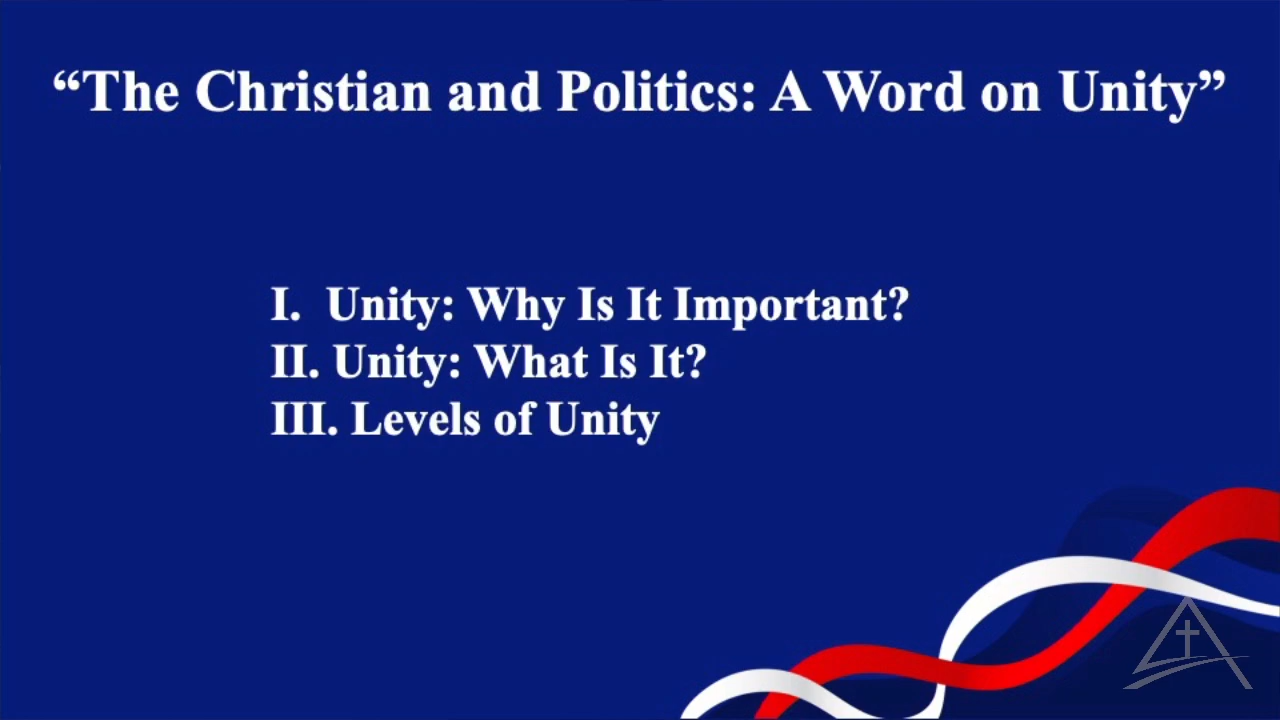 “The Christian and Politics: A Word on Unity”
I. Unity: Why Is It Important?
II. Unity: What Is It?
III. Levels of Unity